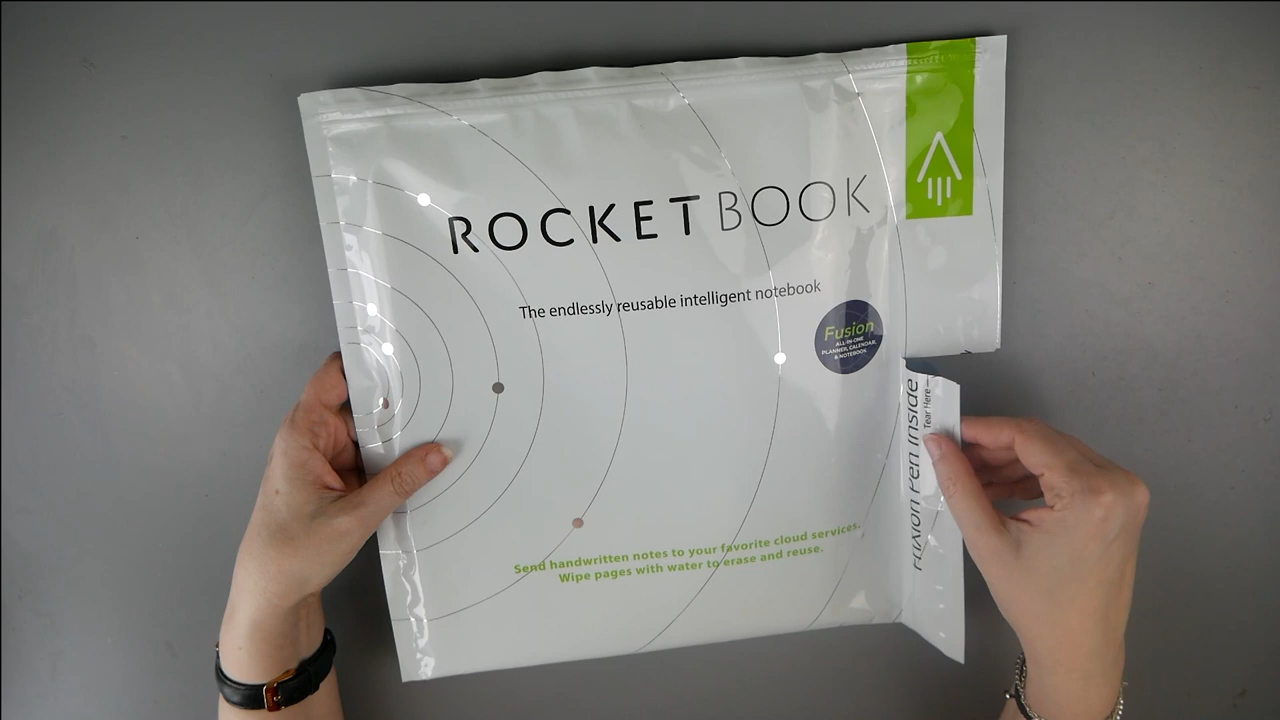 ROCKETBOOK
The endlessly reusable intelligent notebook
Fusion
ALL-IN-ONE
PLANNER, CALENDAR,
& NOTEBOOK
Tear Here
Pen Inside
Send handwritten notes to your favorite cloud services.
Wipe pages with water to erase and reuse.